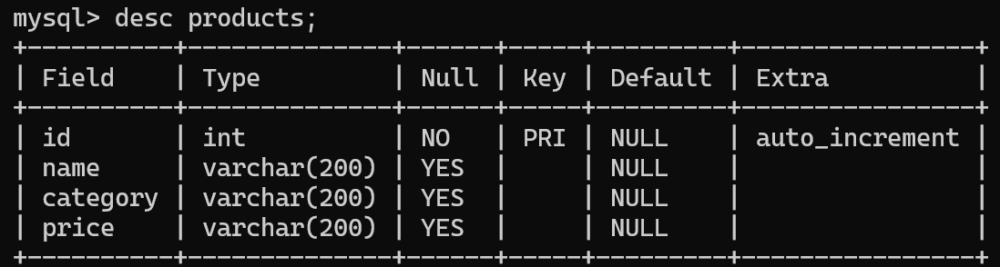 mysql> desc products;
+----------+--------------+------+-----+---------+----------------+
| Field    | Type         | Null | Key | Default | Extra          |
+----------+--------------+------+-----+---------+----------------+
| id       | int          | NO   | PRI | NULL    | auto_increment |
| name     | varchar(200) | YES  |     | NULL    |                |
| category | varchar(200) | YES  |     | NULL    |                |
| price    | varchar(200) | YES  |     | NULL    |                |
+----------+--------------+------+-----+---------+----------------+